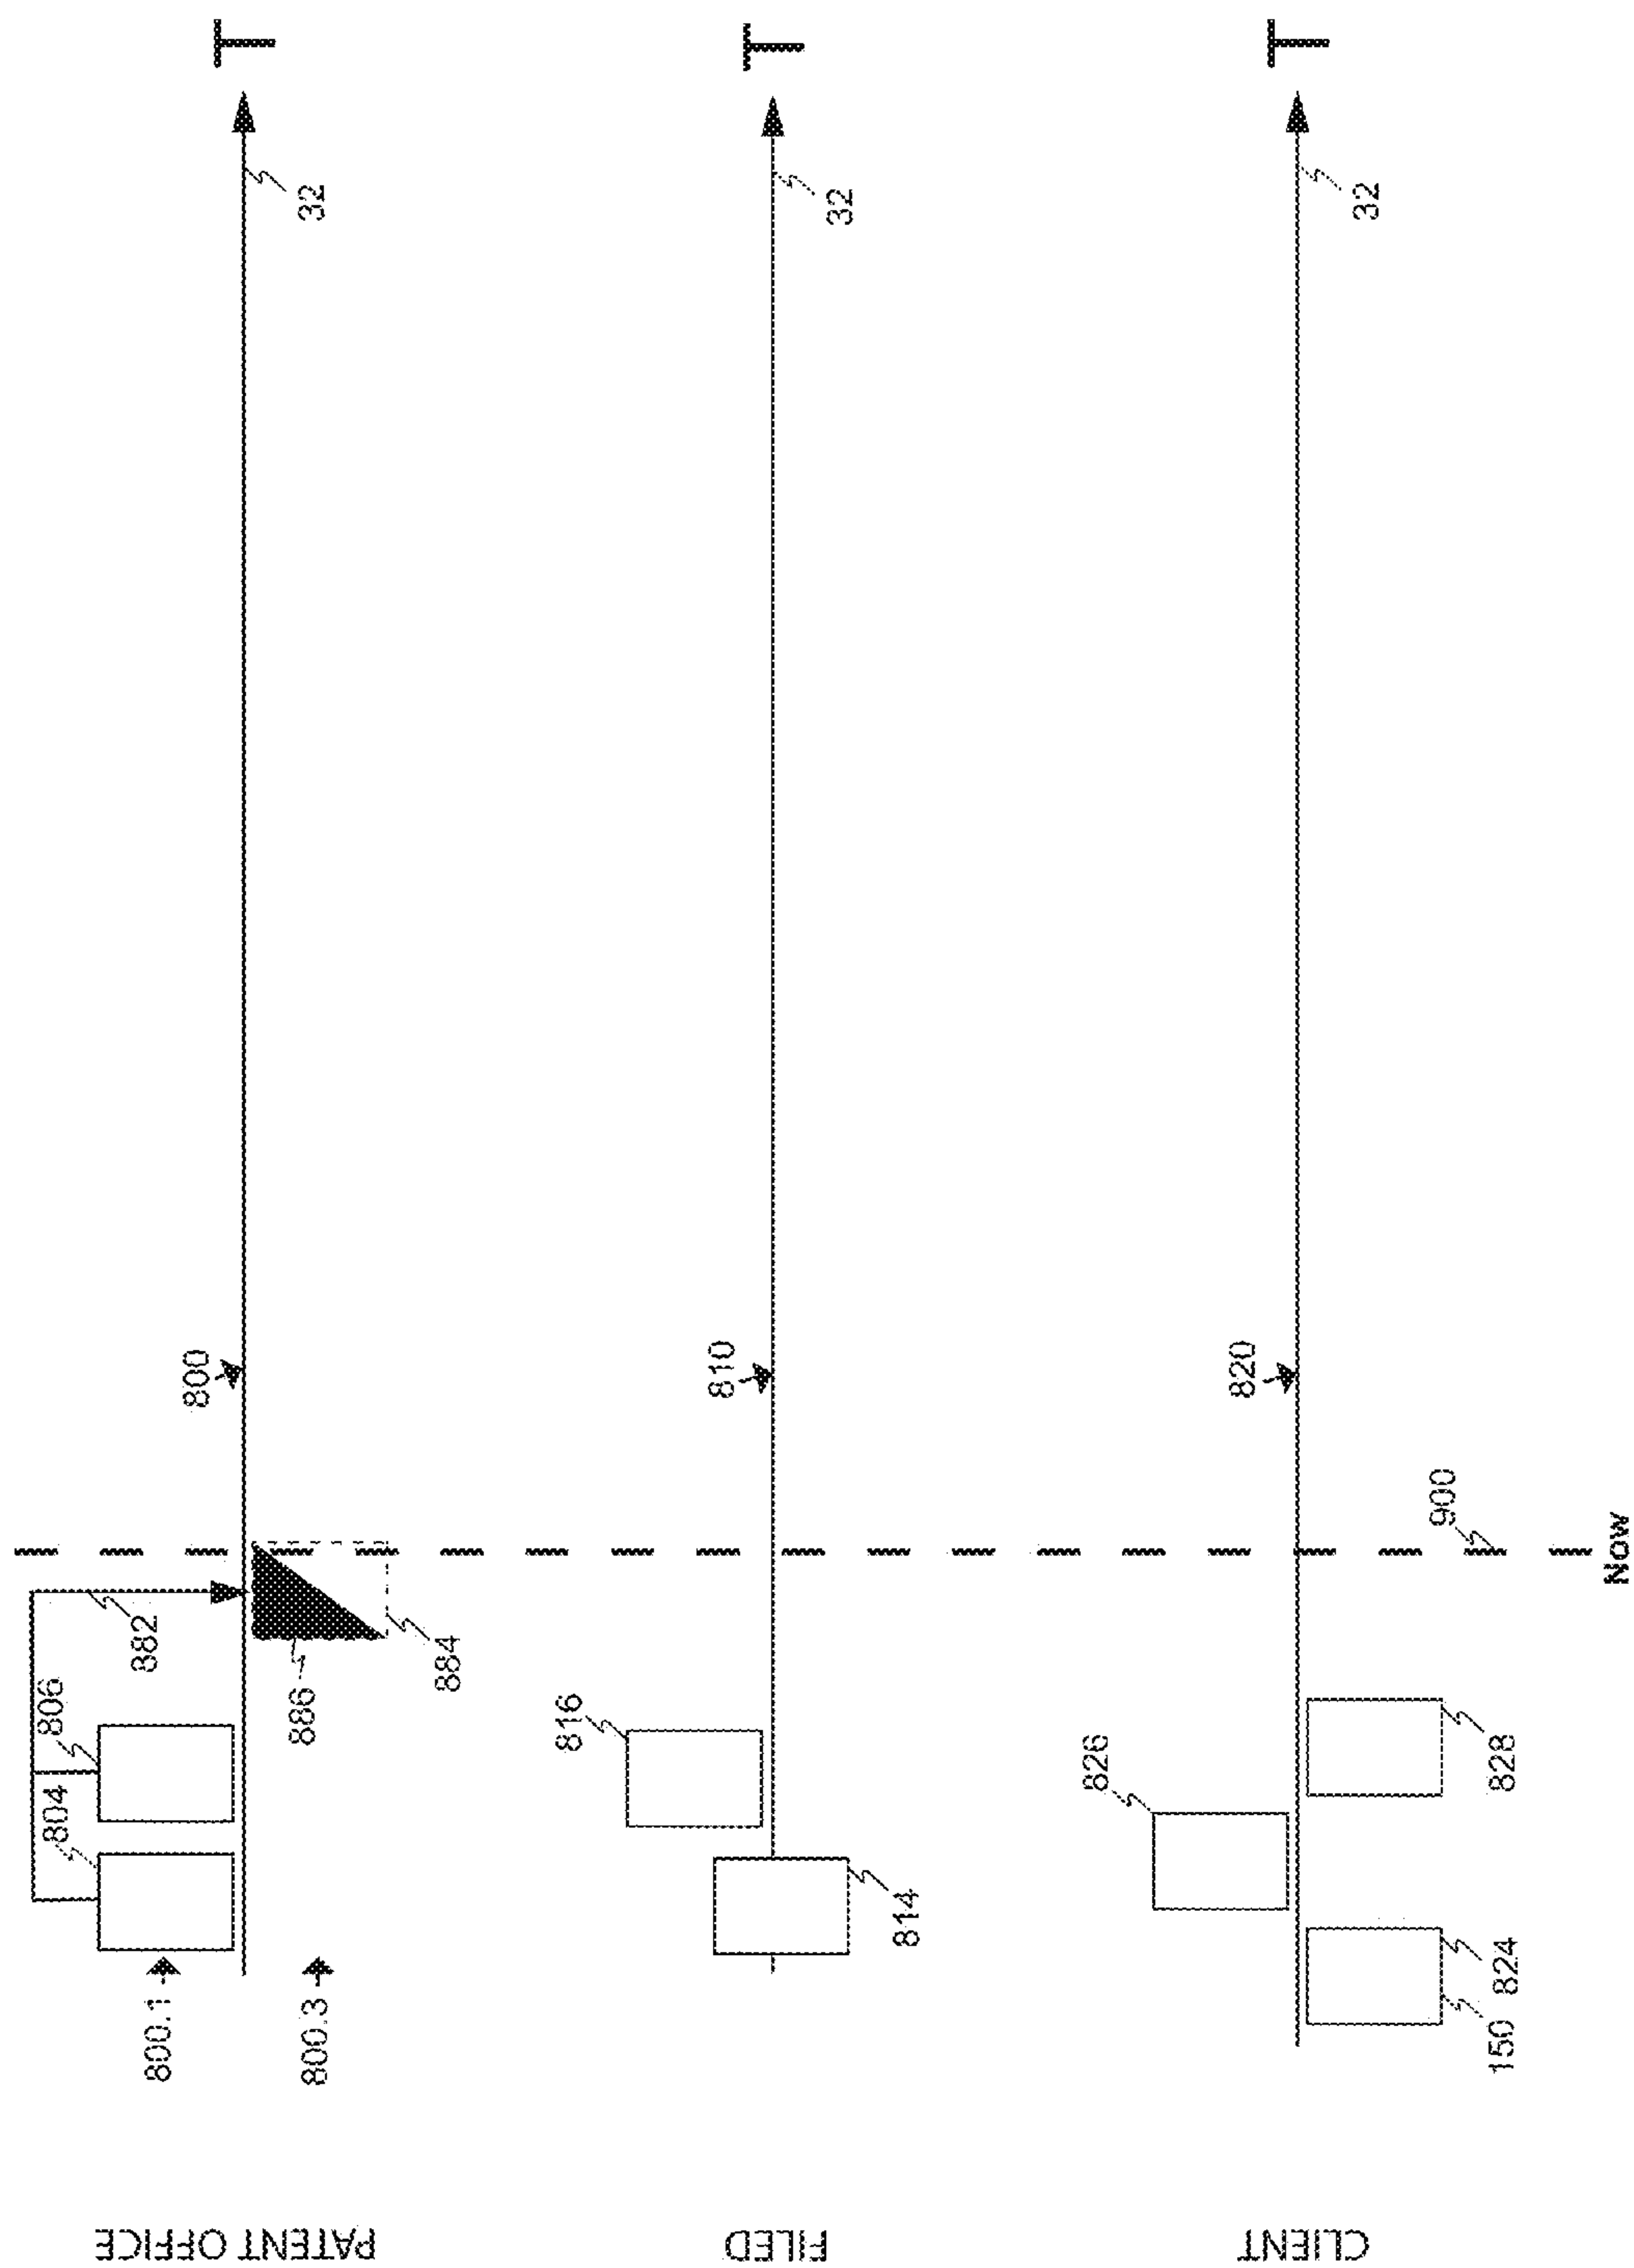 PATENT OFFICE
804
806
882
800.1
800
T
800.3
886
32
884
FILED
816
810
T
32
814
CLIENT
826
820
T
32
900
150
824
828
Now